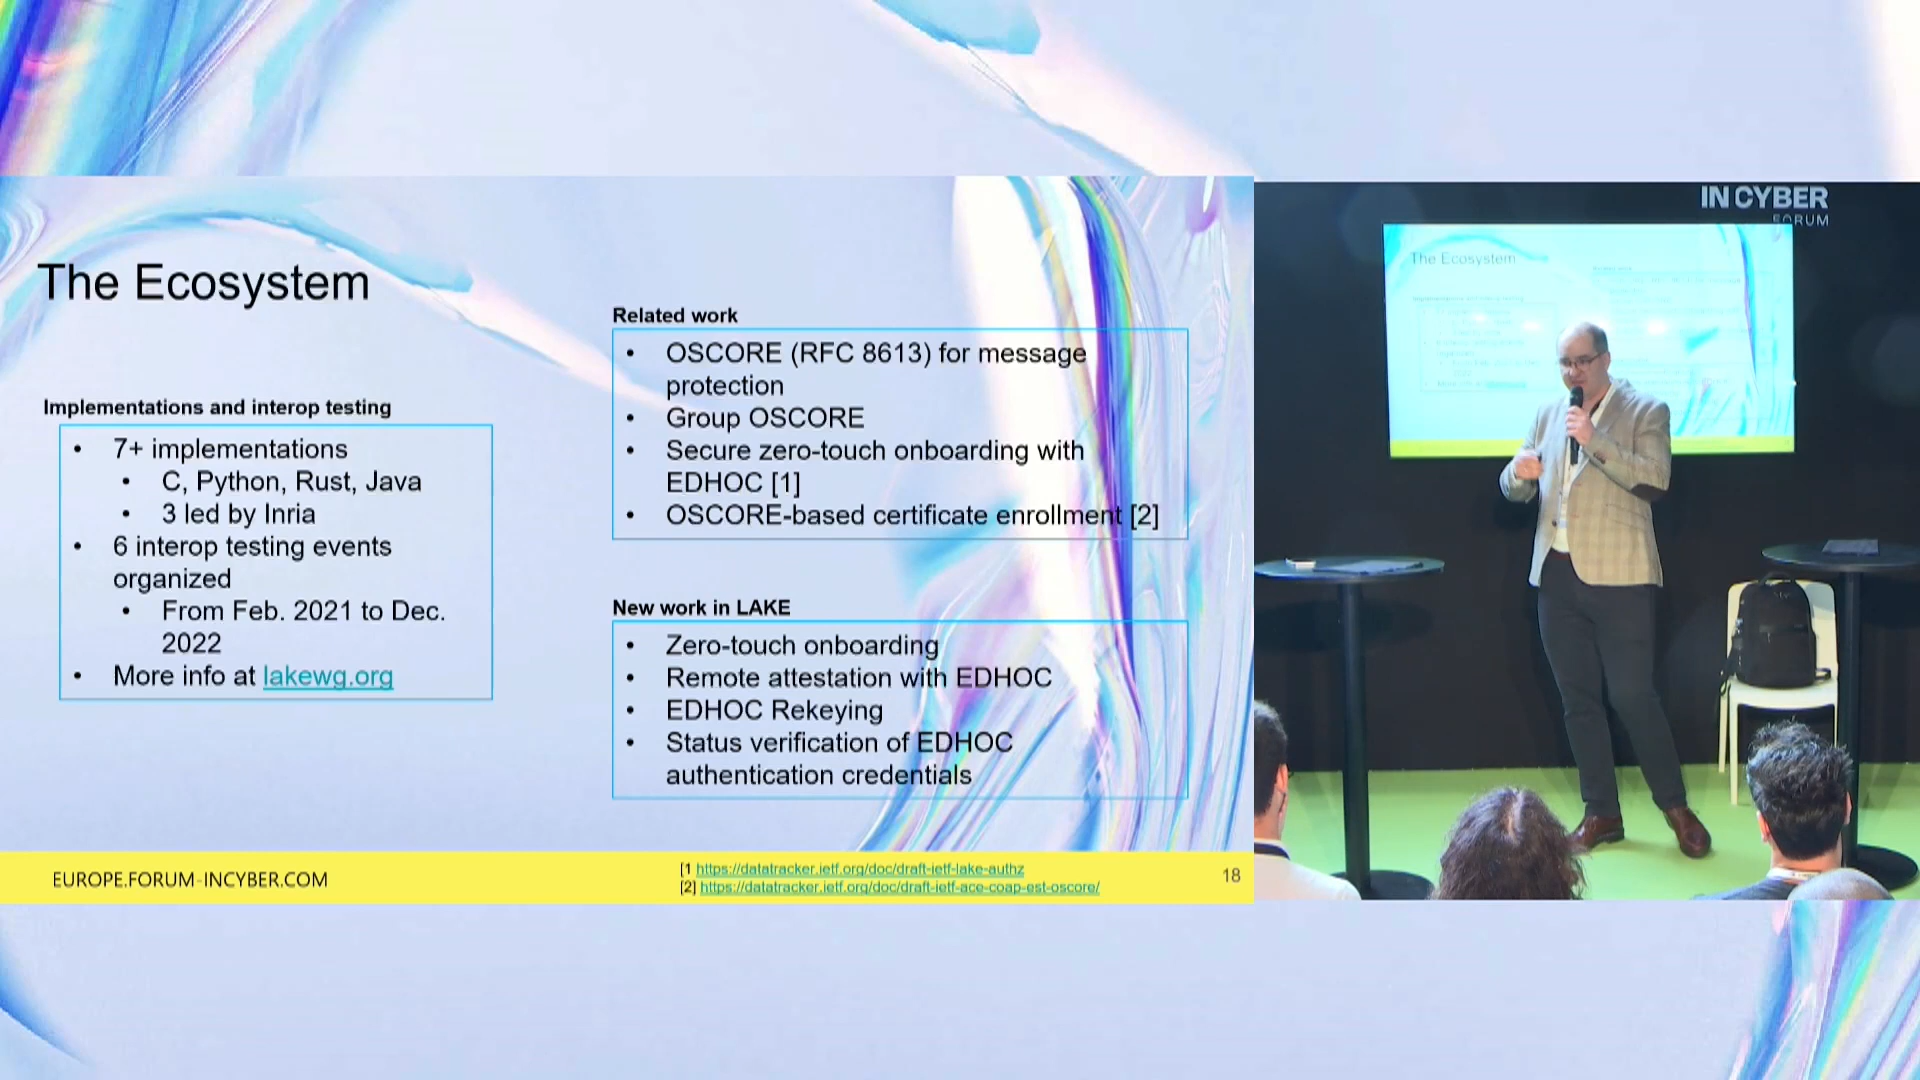 The Ecosystem
Implementations and interop testing
• 7+ implementations
• C, Python, Rust, Java
• 3 led by Inria
• 6 interop testing events
organized
• From Feb. 2021 to Dec.
2022
• More info at lakewg.org
Related work
• OSCORE (RFC 8613) for message
protection
• Group OSCORE
• Secure zero-touch onboarding with
EDHOC [1]
• OSCORE-based certificate enrollment [2]
New work in LAKE
• Zero-touch onboarding
• Remote attestation with EDHOC
• EDHOC Rekeying
• Status verification of EDHOC
authentication credentials
EUROPE.FORUM-INCYBER.COM
[1 https://datatracker.ietf.org/doc/draft-ietf-lake-authz
[2] https://datatracker.ietf.org/doc/draft-ietf-ace-coap-est-oscore/
18
IN CYBER
FORUM
The Ecosystem